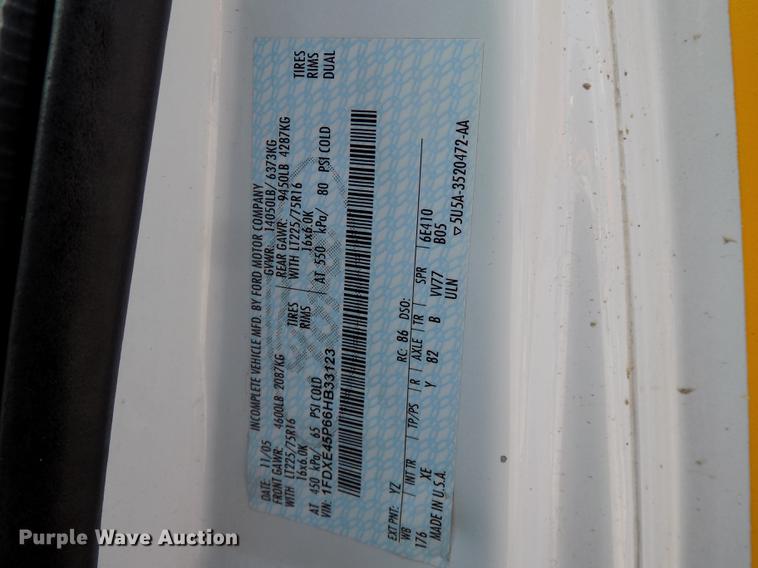 INCOMPLETE VEHICLE MFD. BY FORD MOTOR COMPANY
DATE: 11/05 GVWR: 14050LB/ 6373KG
FRONT GAWR: 4600LB 2087KG REAR GAWR: 9450LB 4287KG
WITH LT225/75R16 TIRES WITH LT225/75R16 TIRES
16x6.0K RIMS 16x6.0K RIMS
AT 450 kPa/ 65 PSI COLD AT 550 kPa/ 80 PSI COLD DUAL
VIN: 1FDXE45P66HB33123
EXT PNT: YZ RC: 86 DSO:
WB INT TR TP/PS R AXLE TR SPR 6E410
176 XE Y 82 B VV77 B05
MADE IN U.S.A. ULN
▽5U5A-3520472-AA
Purple Wave Auction